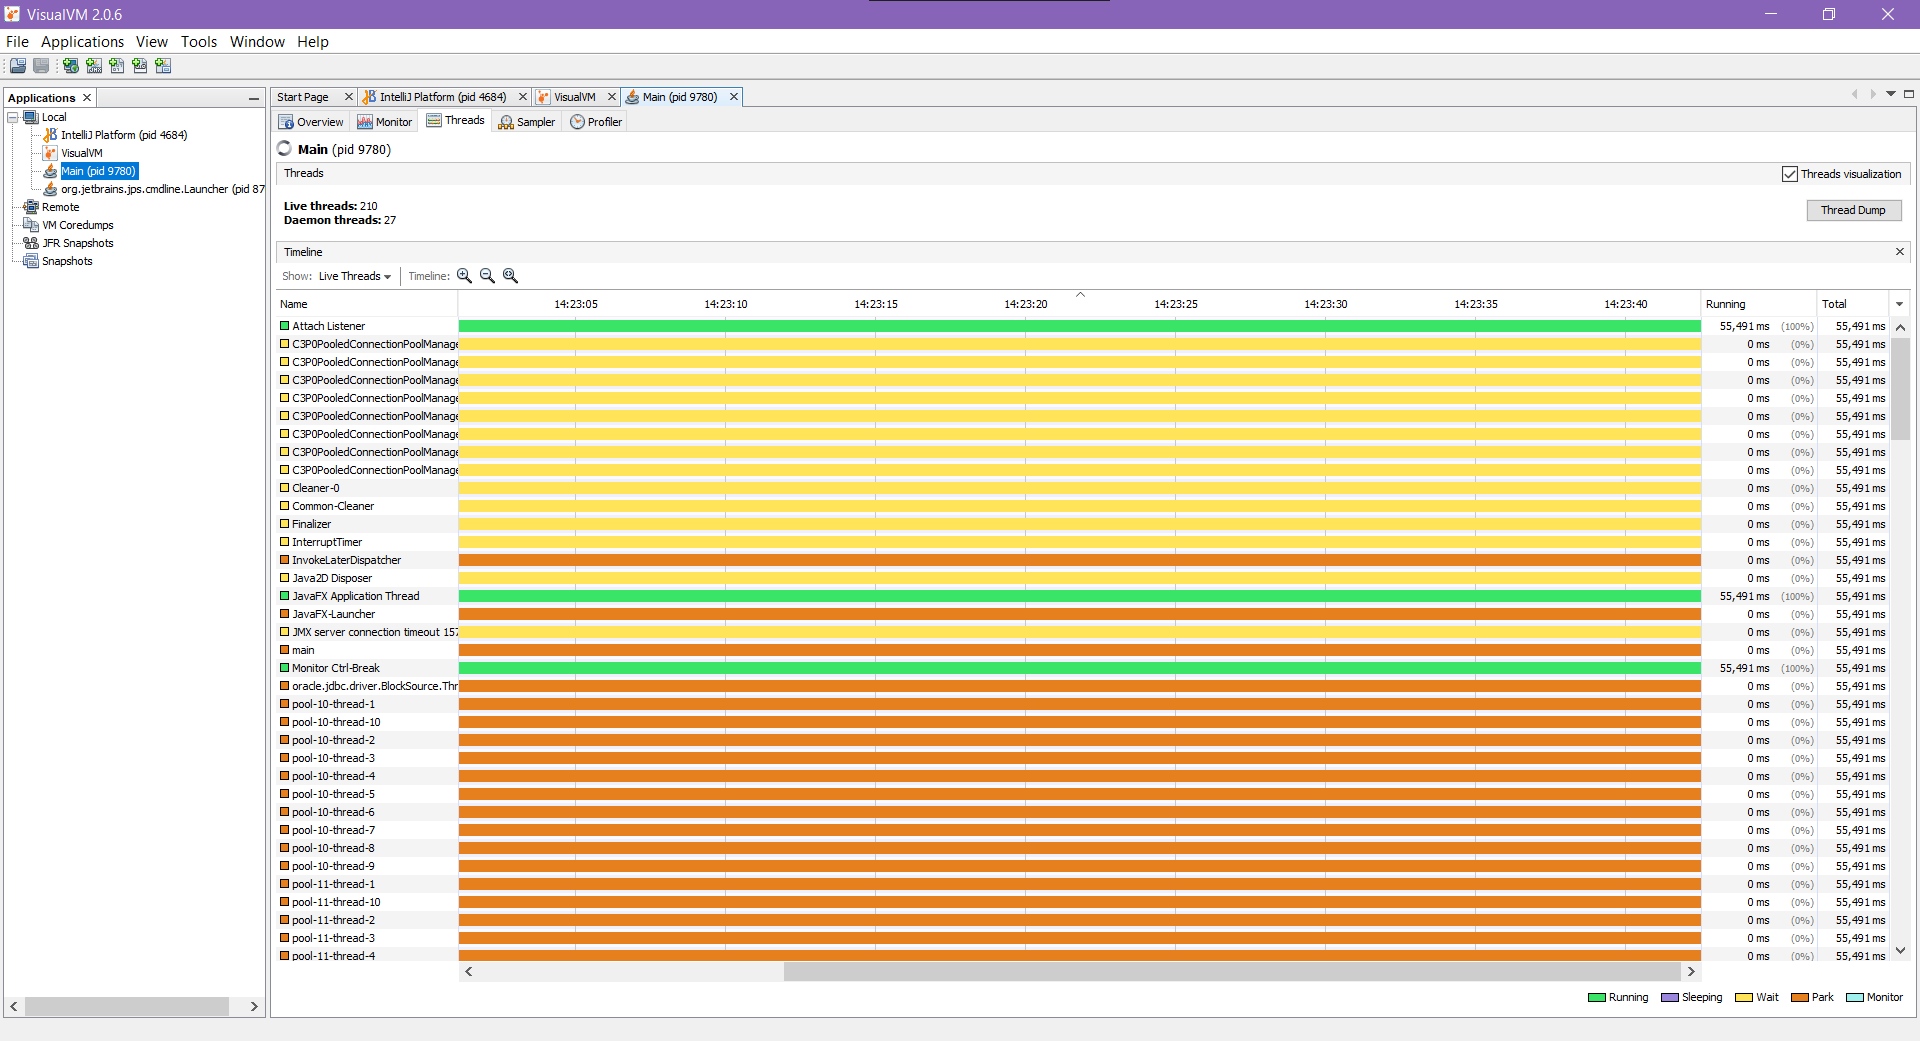 VisualVM 2.0.6
File Applications View Tools Window Help
Applications
Local
IntelliJ Platform (pid 4684)
VisualVM
Main (pid 9780)
org.jetbrains.jps.cmdline.Launcher (pid 87
Remote
VM Coredumps
JFR Snapshots
Snapshots
Start Page IntelliJ Platform (pid 4684) VisualVM Main (pid 9780)
Overview Monitor Threads Sampler Profiler
Main (pid 9780)
Threads Threads visualization
Live threads: 210
Daemon threads: 27
Thread Dump
Timeline
Show: Live Threads Timeline:
Name 14:23:05 14:23:10 14:23:15 14:23:20 14:23:25 14:23:30 14:23:35 14:23:40 Running Total
Attach Listener 55,491 ms (100%) 55,491 ms
C3P0PooledConnectionPoolManage 0 ms (0%) 55,491 ms
C3P0PooledConnectionPoolManage 0 ms (0%) 55,491 ms
C3P0PooledConnectionPoolManage 0 ms (0%) 55,491 ms
C3P0PooledConnectionPoolManage 0 ms (0%) 55,491 ms
C3P0PooledConnectionPoolManage 0 ms (0%) 55,491 ms
C3P0PooledConnectionPoolManage 0 ms (0%) 55,491 ms
C3P0PooledConnectionPoolManage 0 ms (0%) 55,491 ms
C3P0PooledConnectionPoolManage 0 ms (0%) 55,491 ms
Cleaner-0 0 ms (0%) 55,491 ms
Common-Cleaner 0 ms (0%) 55,491 ms
Finalizer 0 ms (0%) 55,491 ms
InterruptTimer 0 ms (0%) 55,491 ms
InvokeLaterDispatcher 0 ms (0%) 55,491 ms
Java2D Disposer 0 ms (0%) 55,491 ms
JavaFX Application Thread 55,491 ms (100%) 55,491 ms
JavaFX-Launcher 0 ms (0%) 55,491 ms
JMX server connection timeout 157 0 ms (0%) 55,491 ms
main 0 ms (0%) 55,491 ms
Monitor Ctrl-Break 55,491 ms (100%) 55,491 ms
oracle.jdbc.driver.BlockSource.Thr 0 ms (0%) 55,491 ms
pool-10-thread-1 0 ms (0%) 55,491 ms
pool-10-thread-10 0 ms (0%) 55,491 ms
pool-10-thread-2 0 ms (0%) 55,491 ms
pool-10-thread-3 0 ms (0%) 55,491 ms
pool-10-thread-4 0 ms (0%) 55,491 ms
pool-10-thread-5 0 ms (0%) 55,491 ms
pool-10-thread-6 0 ms (0%) 55,491 ms
pool-10-thread-7 0 ms (0%) 55,491 ms
pool-10-thread-8 0 ms (0%) 55,491 ms
pool-10-thread-9 0 ms (0%) 55,491 ms
pool-11-thread-1 0 ms (0%) 55,491 ms
pool-11-thread-10 0 ms (0%) 55,491 ms
pool-11-thread-2 0 ms (0%) 55,491 ms
pool-11-thread-3 0 ms (0%) 55,491 ms
pool-11-thread-4 0 ms (0%) 55,491 ms
Running Sleeping Wait Park Monitor